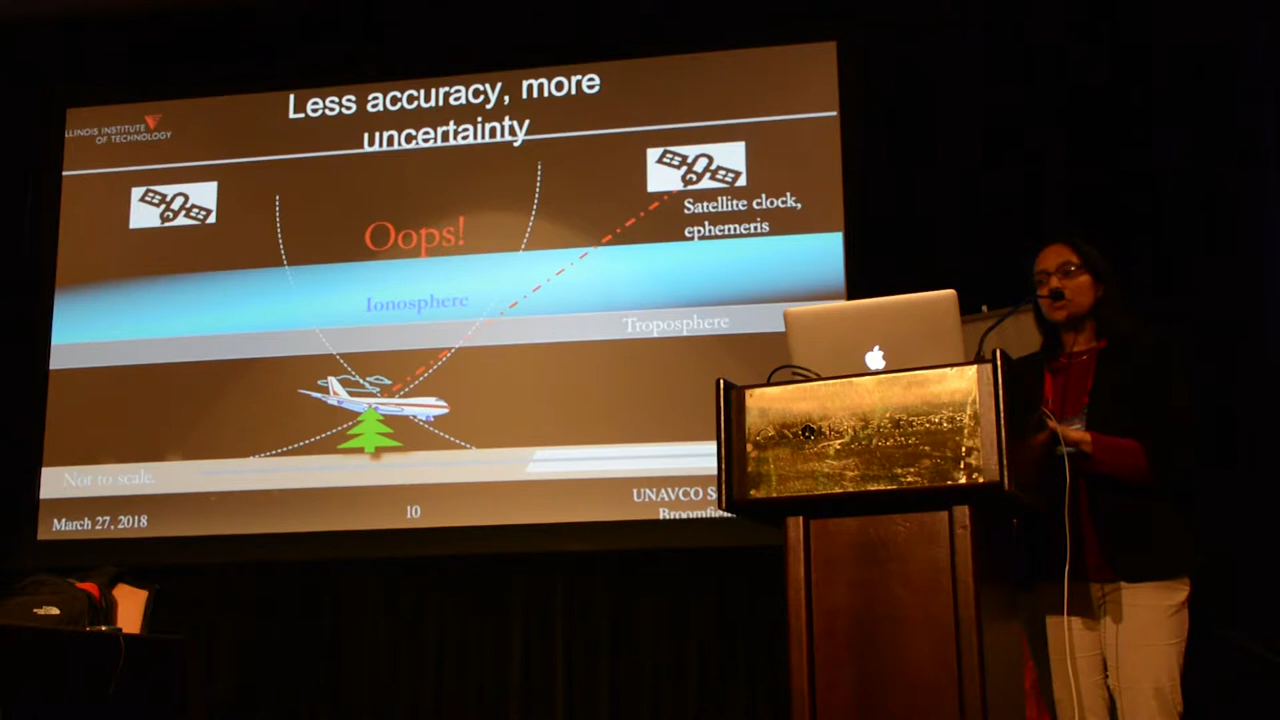 Less accuracy, more
uncertainty
ILLINOIS INSTITUTE
OF TECHNOLOGY
Satellite clock,
ephemeris
Oops!
Ionosphere
Troposphere
Not to scale.
March 27, 2018
10
UNAVCO